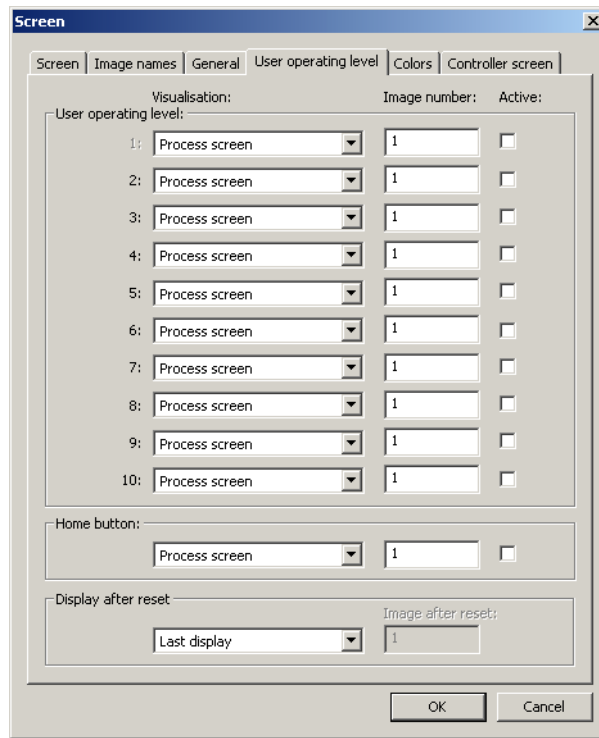 Screen
Screen Image names General User operating level Colors Controller screen
Visualisation: Image number: Active:
User operating level:
1: Process screen 1
2: Process screen 1
3: Process screen 1
4: Process screen 1
5: Process screen 1
6: Process screen 1
7: Process screen 1
8: Process screen 1
9: Process screen 1
10: Process screen 1
Home button:
Process screen 1
Display after reset
Image after reset:
Last display 1
OK Cancel